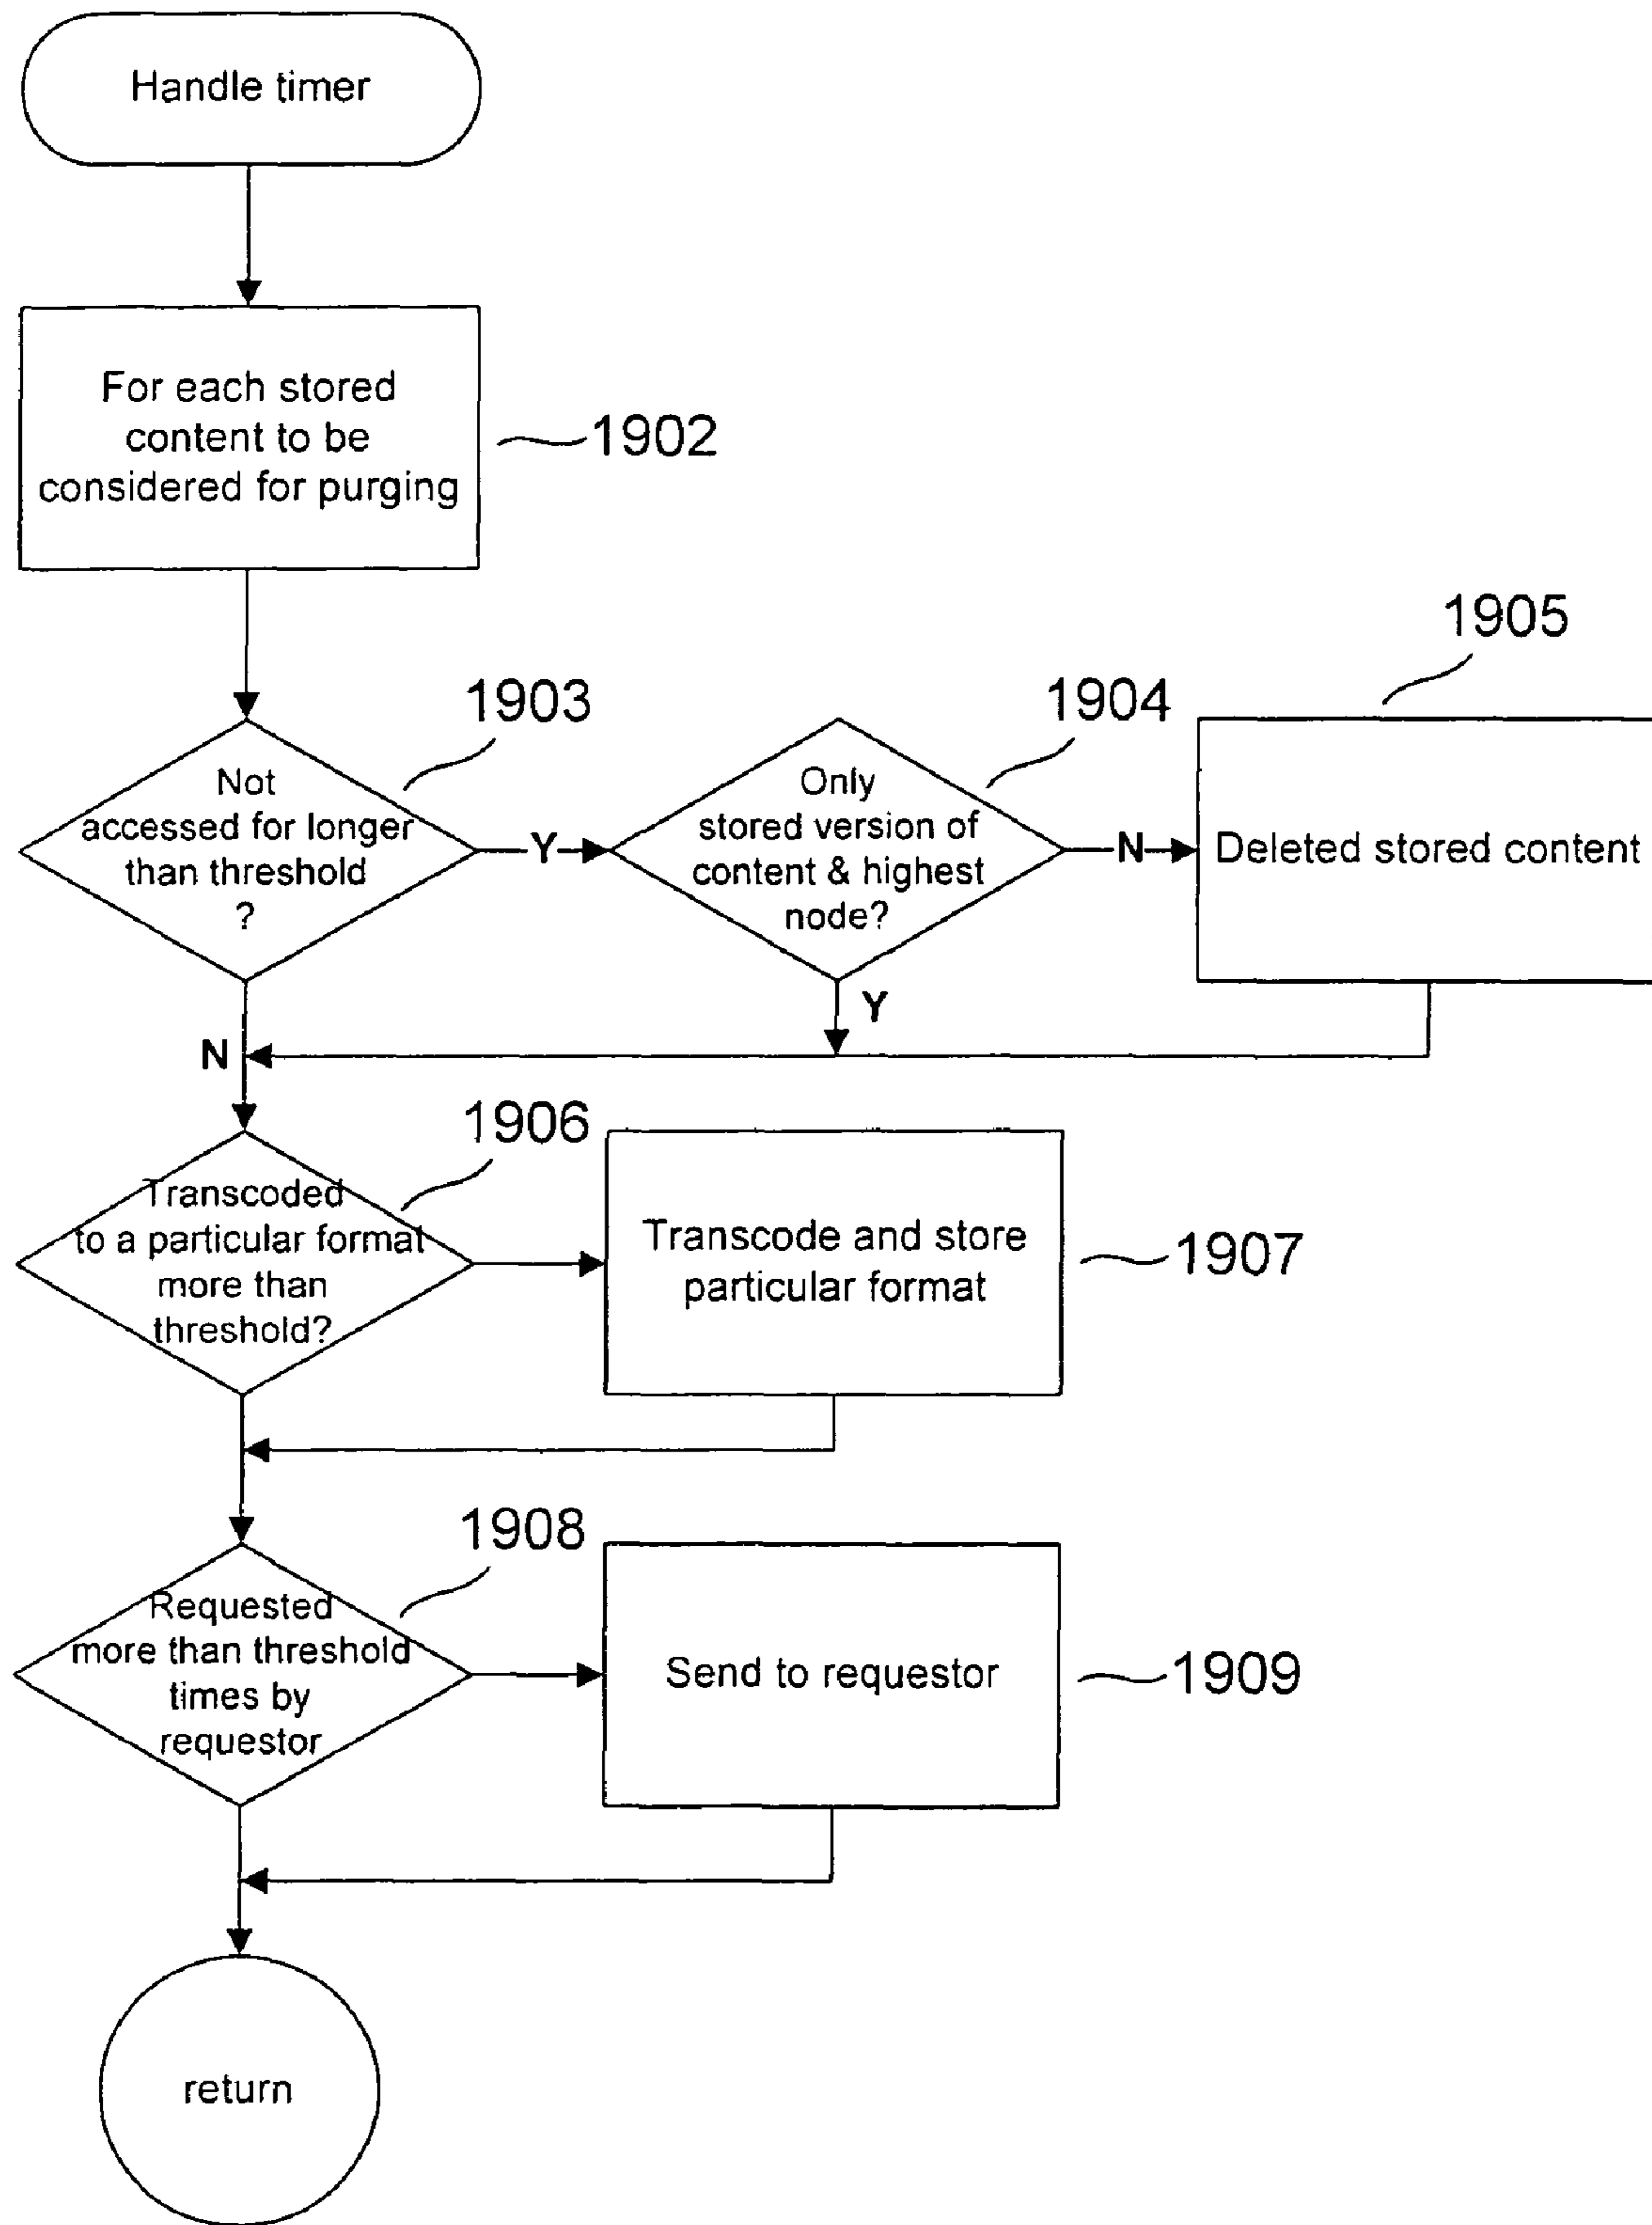 Handle timer
For each stored
content to be
considered for purging
1902
1903
Not
accessed for longer
than threshold
?
Y
1904
Only
stored version of
content & highest
node?
N
1905
Deleted stored content
Y
N
1906
Transcoded
to a particular format
more than
threshold?
Transcode and store
particular format
1907
1908
Requested
more than threshold
times by
requestor
Send to requestor
1909
return